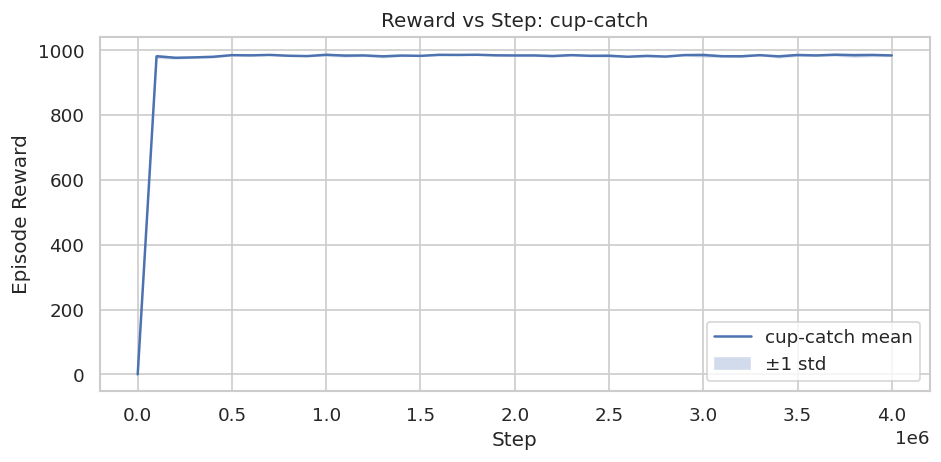 Reward vs Step: cup-catch
Episode Reward
1000
800
600
400
200
0
cup-catch mean
±1 std
0.0 0.5 1.0 1.5 2.0 2.5 3.0 3.5 4.0
Step
1e6